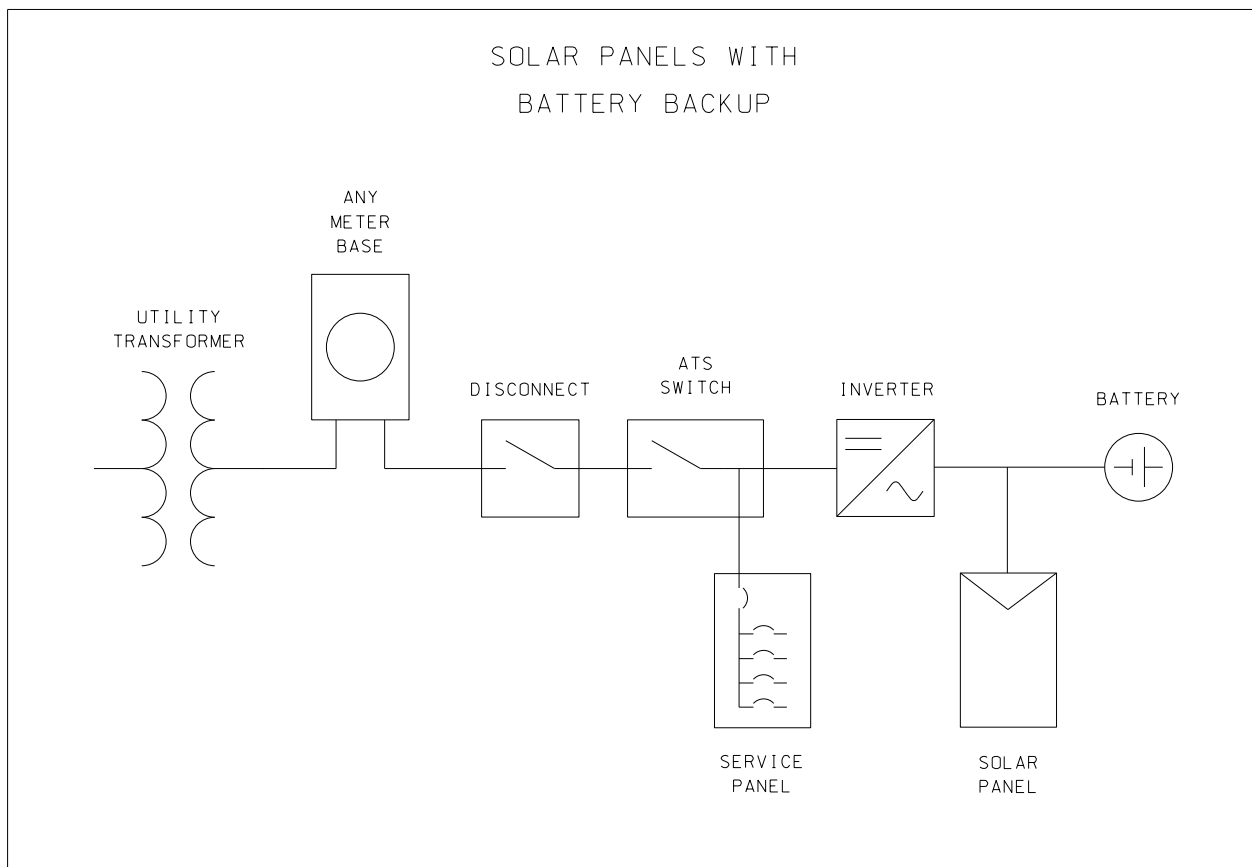 SOLAR PANELS WITH
BATTERY BACKUP
ANY
METER
BASE
UTILITY
TRANSFORMER
DISCONNECT
ATS
SWITCH
INVERTER
BATTERY
SERVICE
PANEL
SOLAR
PANEL